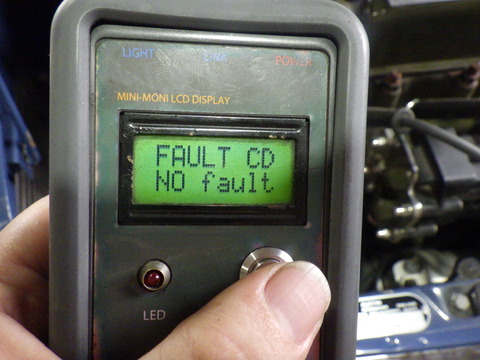 LIGHT LINK POWER
MINI-MONI LCD DISPLAY
FAULT CD
NO fault
LED